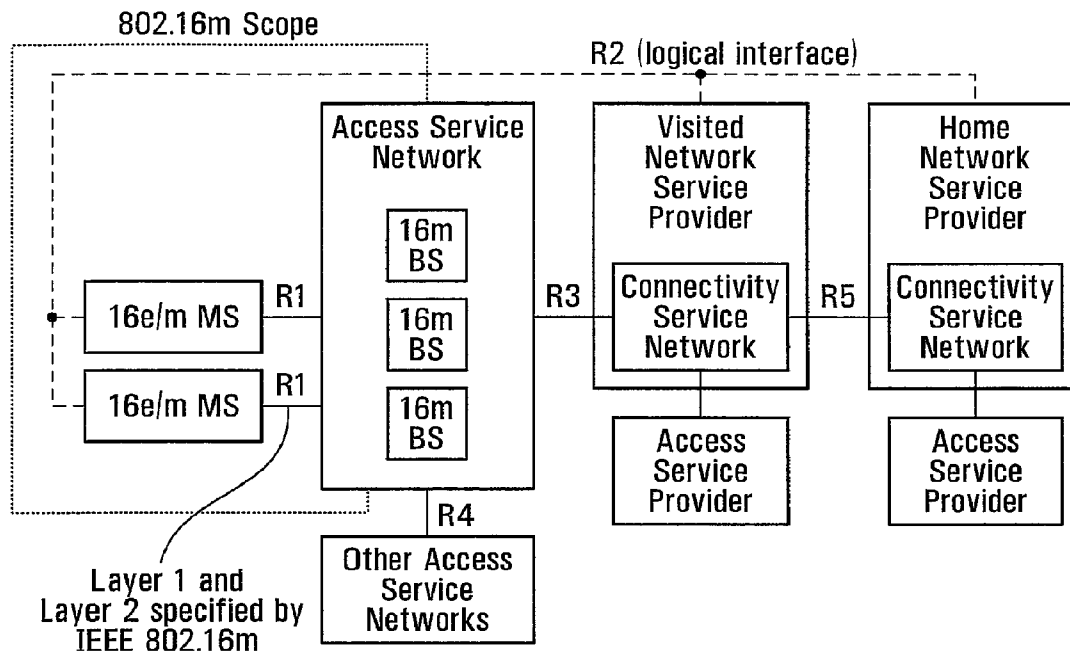 802.16m Scope
R2 (logical interface)
Access Service
Network
16m
BS
16m
BS
16m
BS
Visited
Network
Service
Provider
Home
Network
Service
Provider
16e/m MS
R1
16e/m MS
R1
R3
Connectivity
Service
Network
R5
Connectivity
Service
Network
R4
Other Access
Service
Networks
Access
Service
Provider
Access
Service
Provider
Layer 1 and
Layer 2 specified by
IEEE 802.16m